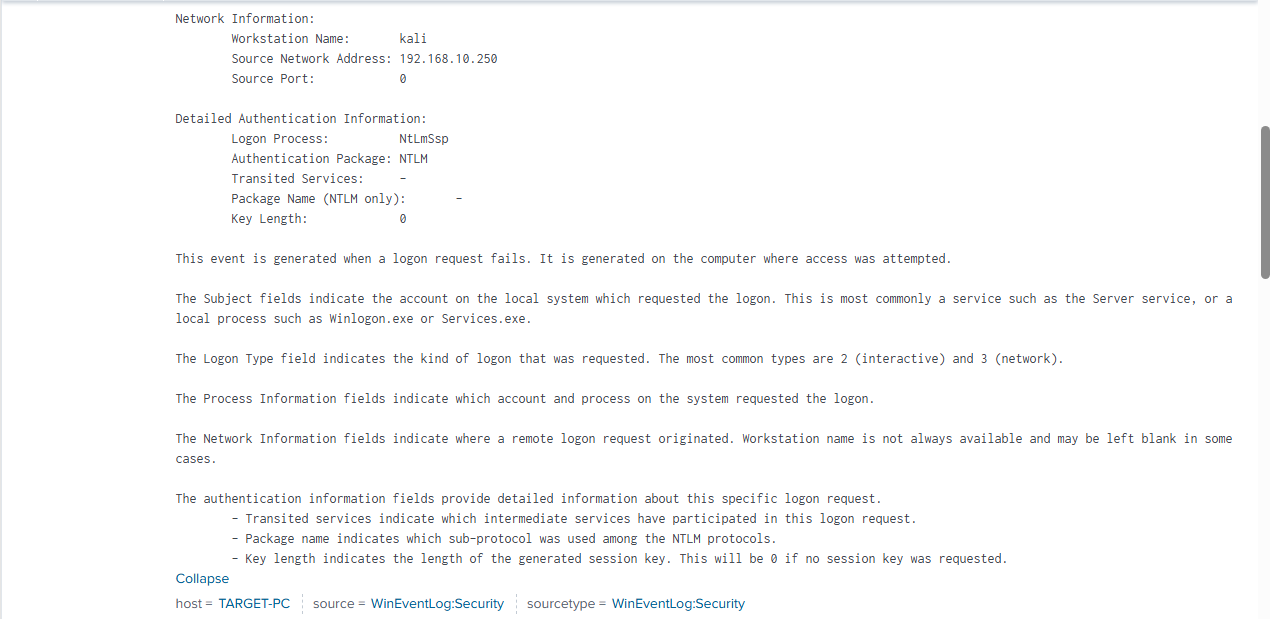 Network Information:
Workstation Name: kali
Source Network Address: 192.168.10.250
Source Port: 0
Detailed Authentication Information:
Logon Process: NtLmSsp
Authentication Package: NTLM
Transited Services: -
Package Name (NTLM only): -
Key Length: 0
This event is generated when a logon request fails. It is generated on the computer where access was attempted.
The Subject fields indicate the account on the local system which requested the logon. This is most commonly a service such as the Server service, or a
local process such as Winlogon.exe or Services.exe.
The Logon Type field indicates the kind of logon that was requested. The most common types are 2 (interactive) and 3 (network).
The Process Information fields indicate which account and process on the system requested the logon.
The Network Information fields indicate where a remote logon request originated. Workstation name is not always available and may be left blank in some
cases.
The authentication information fields provide detailed information about this specific logon request.
- Transited services indicate which intermediate services have participated in this logon request.
- Package name indicates which sub-protocol was used among the NTLM protocols.
- Key length indicates the length of the generated session key. This will be 0 if no session key was requested.
Collapse
host = TARGET-PC source = WinEventLog:Security sourcetype = WinEventLog:Security